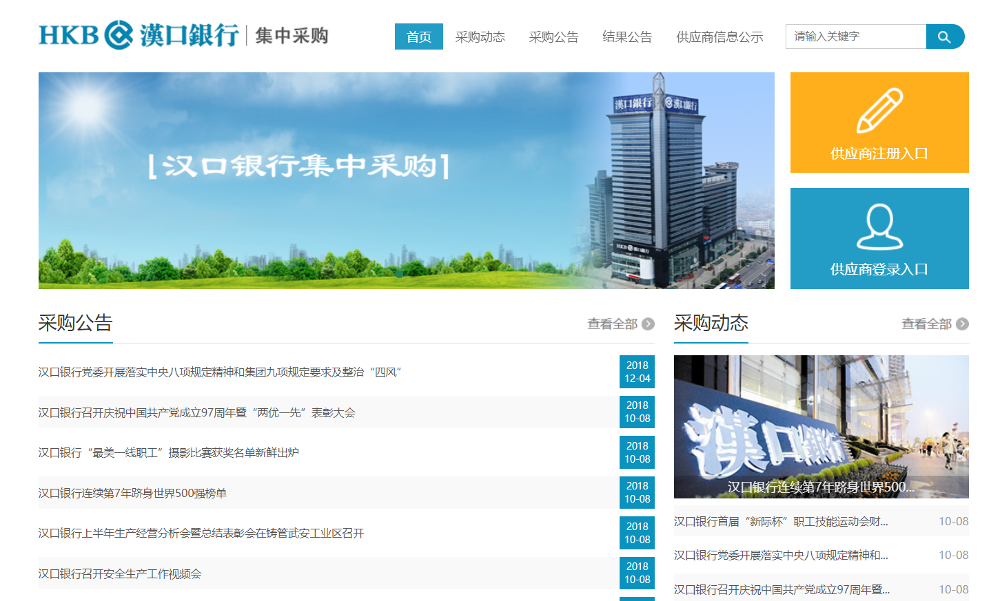 HKB 漢口銀行 集中采购
首页 采购动态 采购公告 结果公告 供应商信息公示 请输入关键字
[汉口银行集中采购]
漢口銀行 漢口銀行
HKB 漢口銀行
供应商注册入口
供应商登录入口
采购公告 查看全部
汉口银行党委开展落实中央八项规定精神和集团九项规定要求及整治“四风” 2018
12-04
汉口银行召开庆祝中国共产党成立97周年暨“两优一先”表彰大会 2018
10-08
汉口银行“最美一线职工”摄影比赛获奖名单新鲜出炉 2018
10-08
汉口银行连续第7年跻身世界500强榜单 2018
10-08
汉口银行上半年生产经营分析会暨总结表彰会在铸管武安工业区召开 2018
10-08
汉口银行召开安全生产工作视频会 2018
10-08
采购动态 查看全部
漢口銀行
汉口银行连续第7年跻身世界500...
汉口银行首届“新际杯”职工技能运动会财... 10-08
汉口银行党委开展落实中央八项规定精神和... 10-08
汉口银行召开庆祝中国共产党成立97周年暨... 10-08